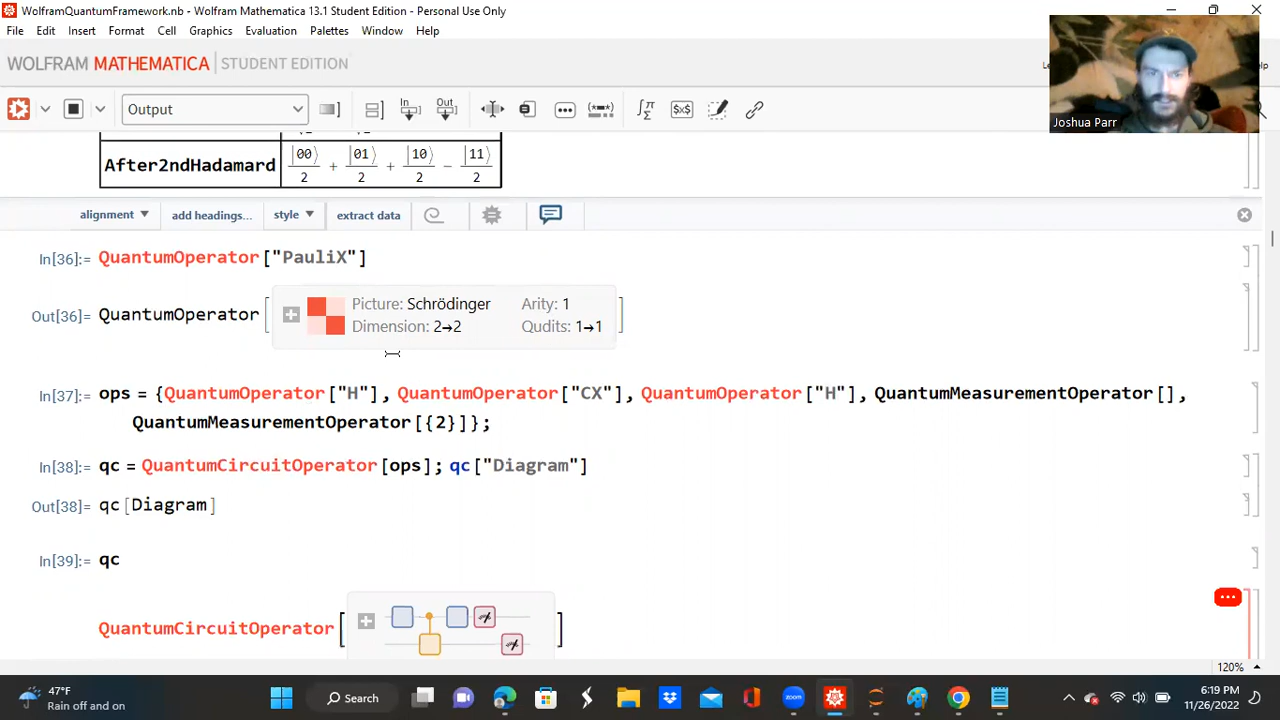 WolframQuantumFramework.nb - Wolfram Mathematica 13.1 Student Edition - Personal Use Only
File Edit Insert Format Cell Graphics Evaluation Palettes Window Help
WOLFRAM MATHEMATICA | STUDENT EDITION
Joshua Parr
Output
In[] Out[] ∫π Σ $x$
After2ndHadamard |00⟩/2 + |01⟩/2 + |10⟩/2 - |11⟩/2
alignment add headings... style extract data
In[36]:= QuantumOperator["PauliX"]
Out[36]= QuantumOperator[ Picture: Schrödinger Arity: 1
Dimension: 2→2 Qudits: 1→1 ]
In[37]:= ops = {QuantumOperator["H"], QuantumOperator["CX"], QuantumOperator["H"], QuantumMeasurementOperator[],
QuantumMeasurementOperator[{2}]};
In[38]:= qc = QuantumCircuitOperator[ops]; qc["Diagram"]
Out[38]= qc[Diagram]
In[39]:= qc
QuantumCircuitOperator[ ]
120%
47°F
Rain off and on
Search
zoom
6:19 PM
11/26/2022